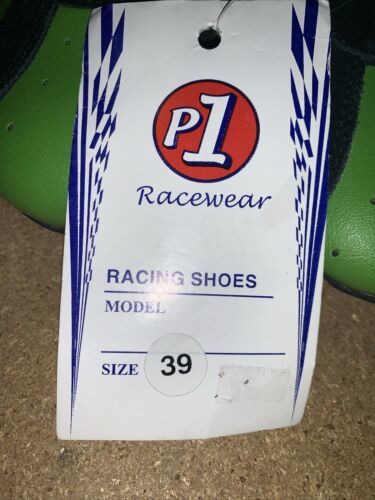 P1
Racewear
RACING SHOES
MODEL
SIZE 39